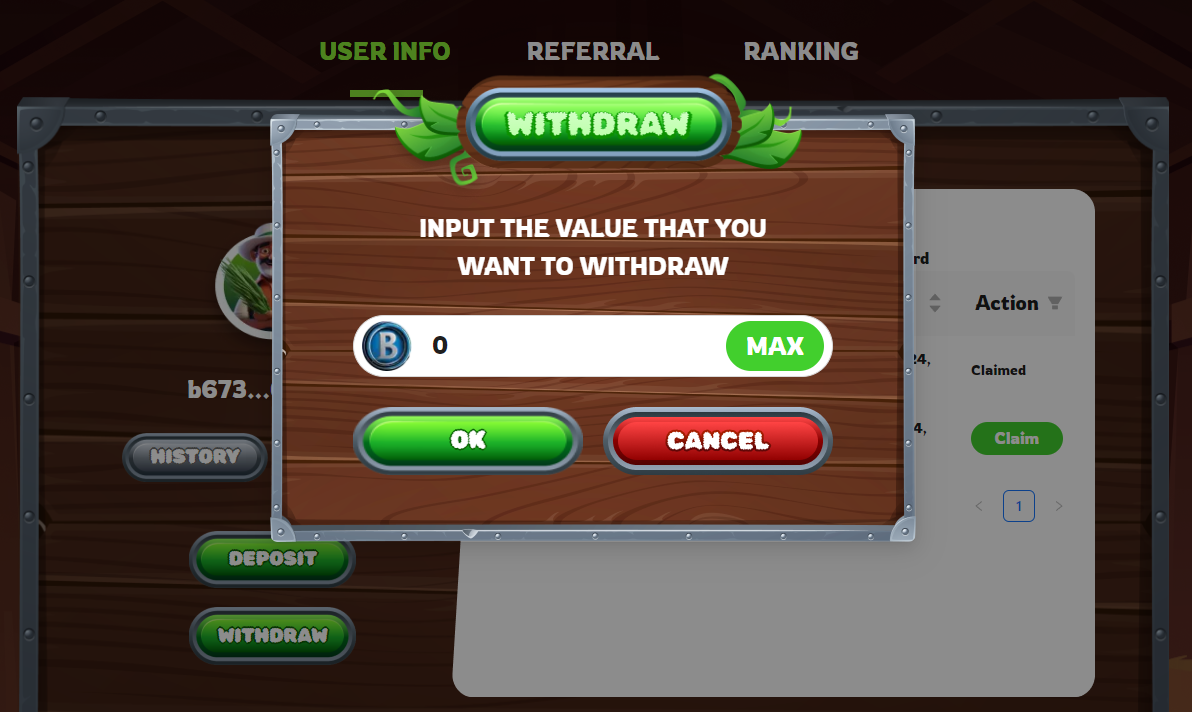 USER INFO
REFERRAL
RANKING
WITHDRAW
INPUT THE VALUE THAT YOU
WANT TO WITHDRAW
B
0
MAX
OK
CANCEL
b673...
HISTORY
DEPOSIT
WITHDRAW
rd
Action
24,
Claimed
4,
Claim
< 1 >